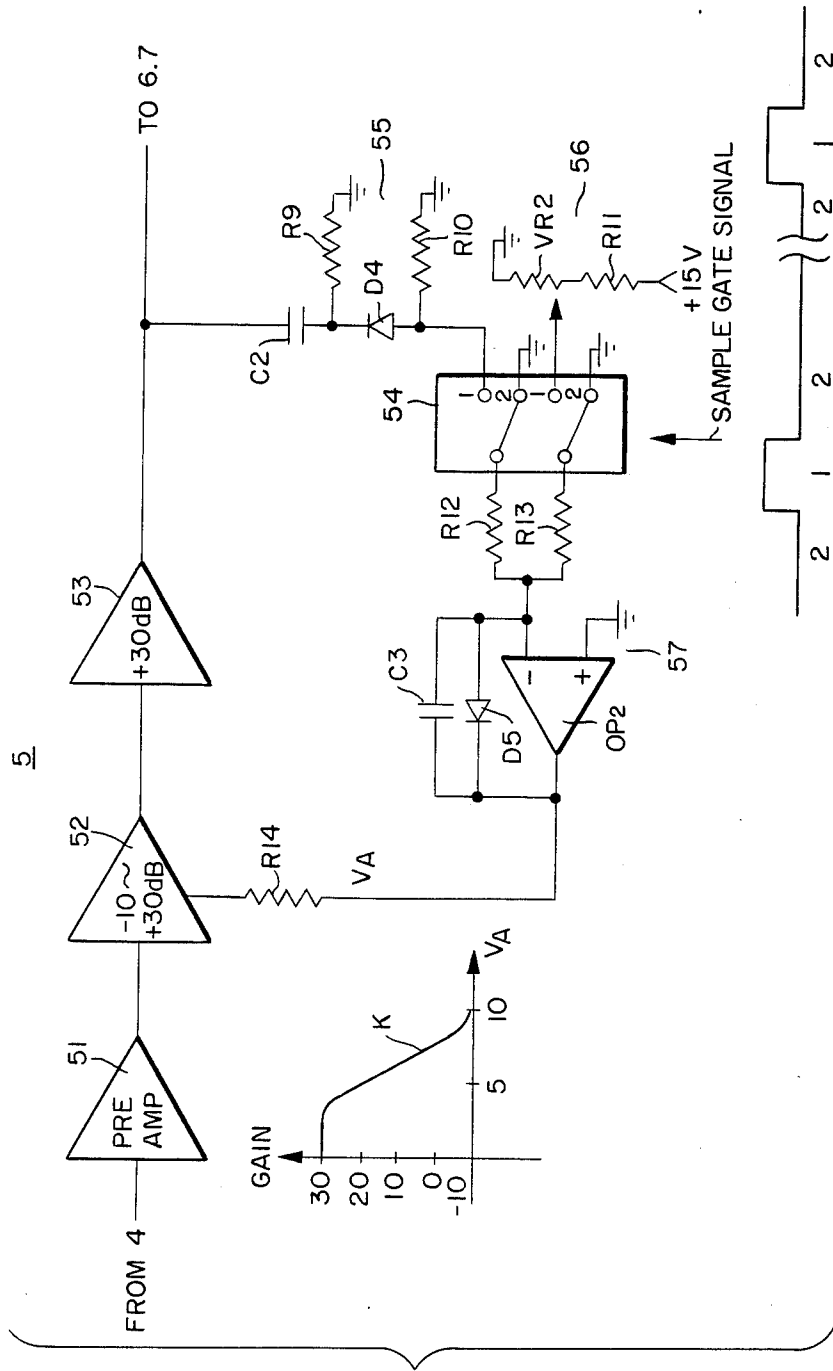 5
FROM 4
PRE
AMP
51
-10~
+30dB
52
+30dB
53
TO 6.7
R14
VA
GAIN
30
20
10
0
-10
K
5
10
VA
C2
R9
D4
R10
55
54
1
2
1
2
R12
R13
C3
D5
-
+
OP2
57
VR2
R11
56
+15V
SAMPLE GATE SIGNAL
2
1
2
2
1
2